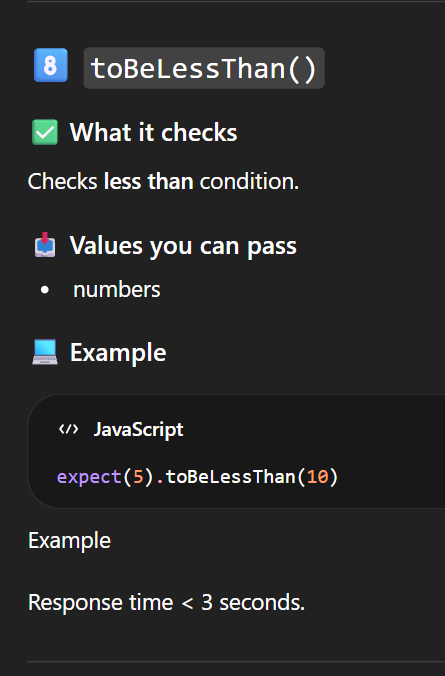 8 toBeLessThan()
What it checks
Checks less than condition.
Values you can pass
• numbers
Example
</> JavaScript
expect(5).toBeLessThan(10)
Example
Response time < 3 seconds.